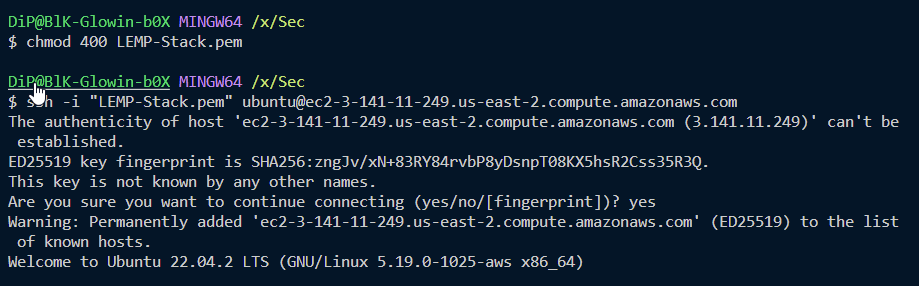 DiP@BlK-Glowin-b0X MINGW64 /x/Sec
$ chmod 400 LEMP-Stack.pem
DiP@BlK-Glowin-b0X MINGW64 /x/Sec
$ ssh -i "LEMP-Stack.pem" ubuntu@ec2-3-141-11-249.us-east-2.compute.amazonaws.com
The authenticity of host 'ec2-3-141-11-249.us-east-2.compute.amazonaws.com (3.141.11.249)' can't be
established.
ED25519 key fingerprint is SHA256:zngJv/xN+83RY84rvbP8yDsnpT08KX5hsR2Css35R3Q.
This key is not known by any other names.
Are you sure you want to continue connecting (yes/no/[fingerprint])? yes
Warning: Permanently added 'ec2-3-141-11-249.us-east-2.compute.amazonaws.com' (ED25519) to the list
of known hosts.
Welcome to Ubuntu 22.04.2 LTS (GNU/Linux 5.19.0-1025-aws x86_64)